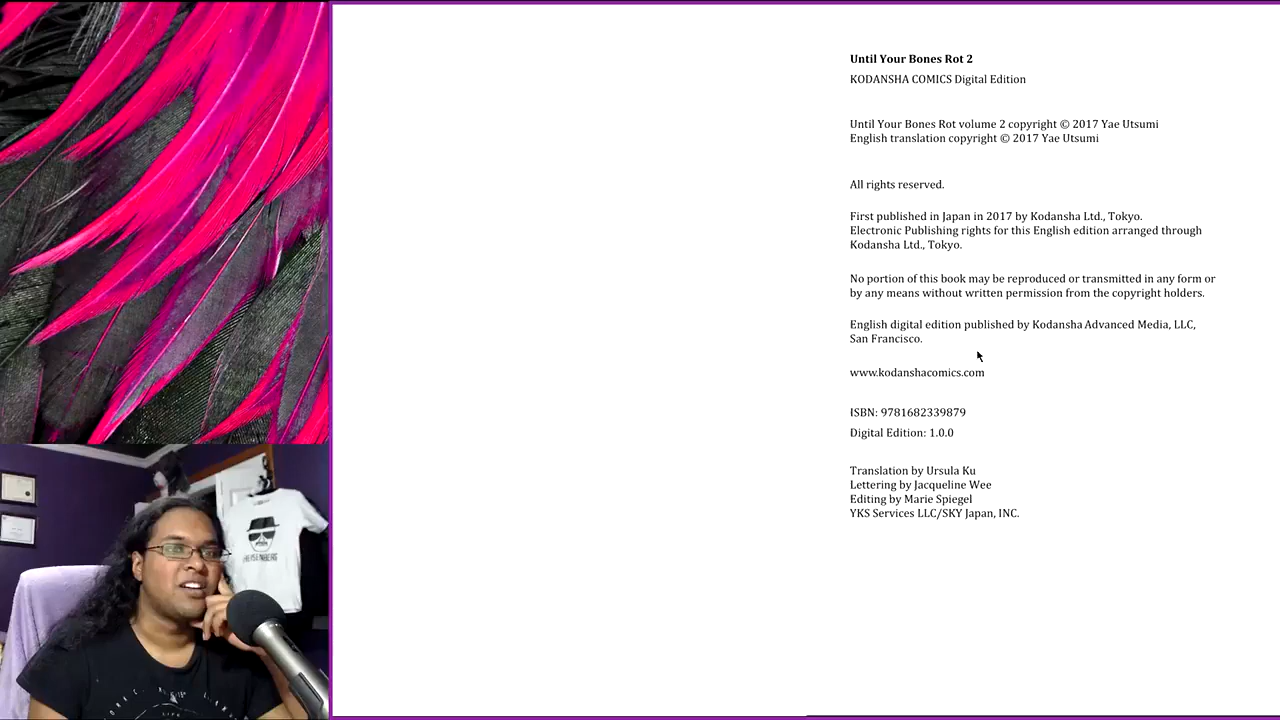 Until Your Bones Rot 2
KODANSHA COMICS Digital Edition
Until Your Bones Rot volume 2 copyright © 2017 Yae Utsumi
English translation copyright © 2017 Yae Utsumi
All rights reserved.
First published in Japan in 2017 by Kodansha Ltd., Tokyo.
Electronic Publishing rights for this English edition arranged through
Kodansha Ltd., Tokyo.
No portion of this book may be reproduced or transmitted in any form or
by any means without written permission from the copyright holders.
English digital edition published by Kodansha Advanced Media, LLC,
San Francisco.
www.kodanshacomics.com
ISBN: 9781682339879
Digital Edition: 1.0.0
Translation by Ursula Ku
Lettering by Jacqueline Wee
Editing by Marie Spiegel
YKS Services LLC/SKY Japan, INC.